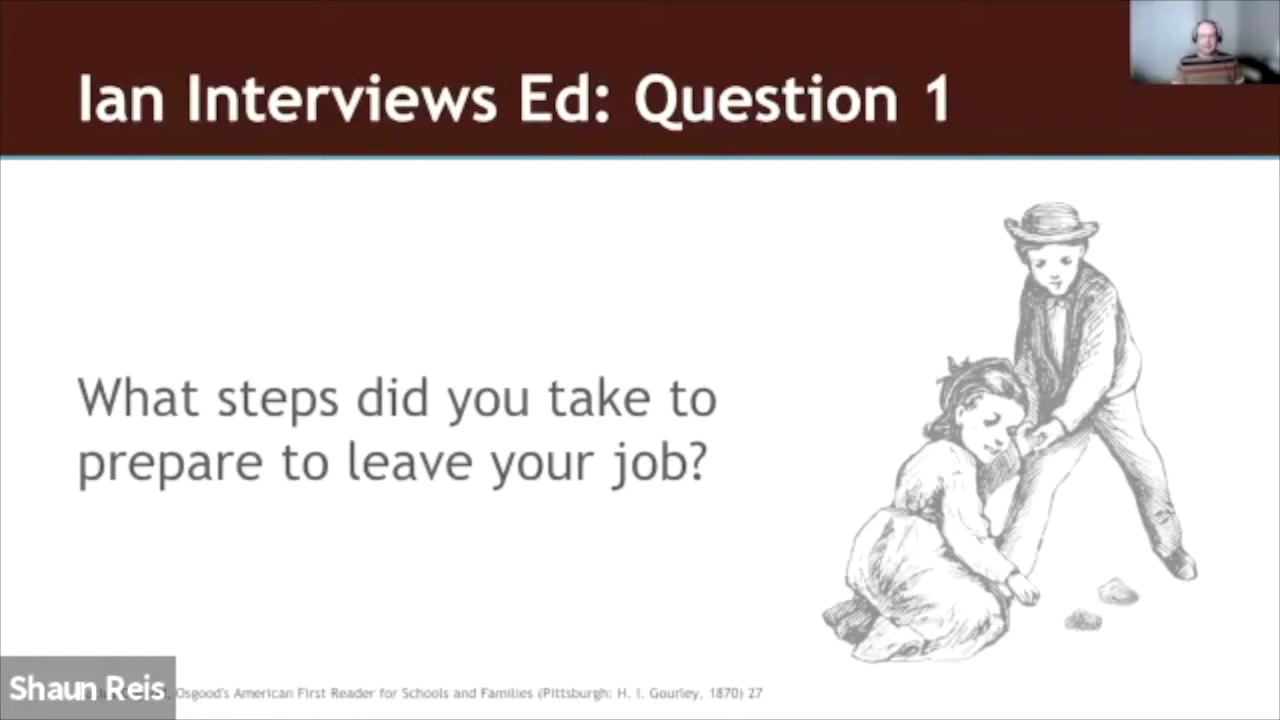 Ian Interviews Ed: Question 1
What steps did you take to
prepare to leave your job?
Shaun Reis
Osgood's American First Reader for Schools and Families (Pittsburgh: H. I. Gourley, 1870) 27